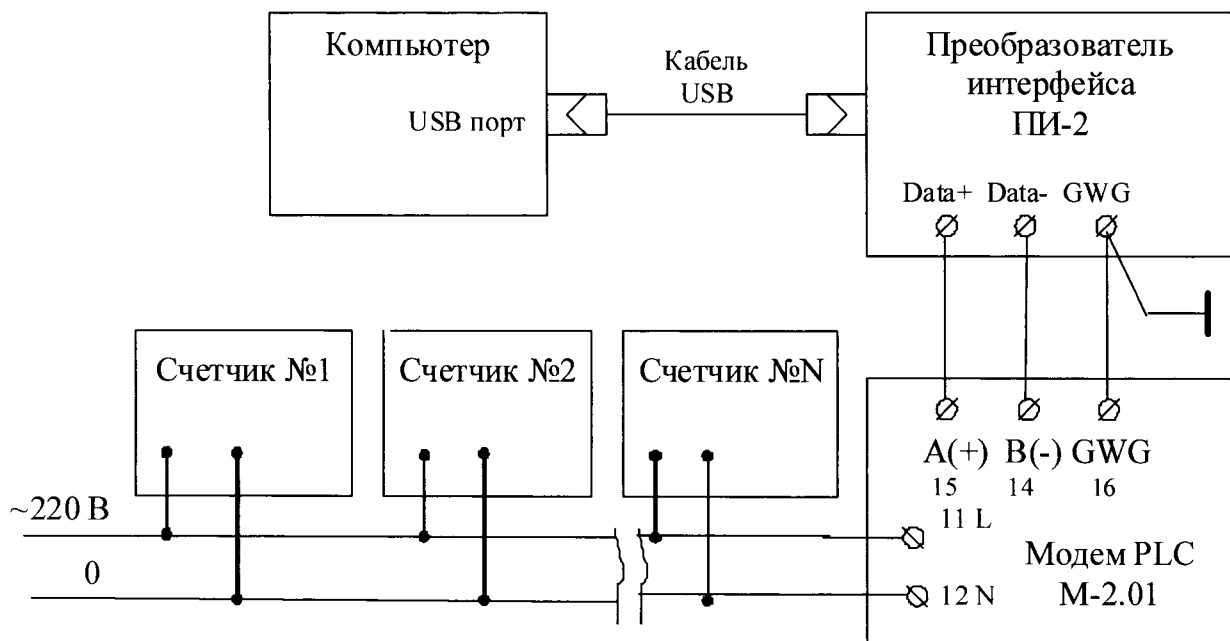 Компьютер
USB порт
Кабель
USB
Преобразователь
интерфейса
ПИ-2
Data+ Data- GWG
Счетчик №1
Счетчик №2
Счетчик №N
A(+) B(-) GWG
15 14 16
11 L
~220 В
0
12 N
Модем PLC
М-2.01